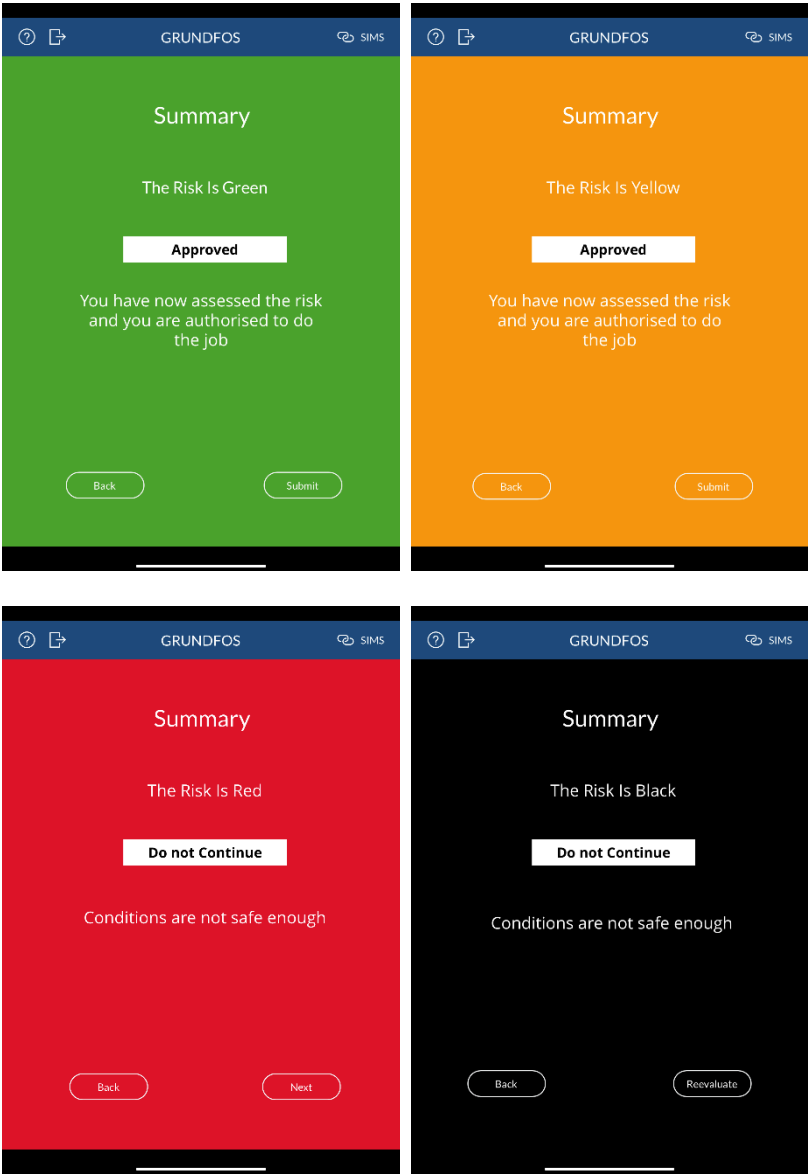 GRUNDFOS
SIMS
Summary
The Risk Is Green
Approved
You have now assessed the risk
and you are authorised to do
the job
Back
Submit
GRUNDFOS
SIMS
Summary
The Risk Is Yellow
Approved
You have now assessed the risk
and you are authorised to do
the job
Back
Submit
GRUNDFOS
SIMS
Summary
The Risk Is Red
Do not Continue
Conditions are not safe enough
Back
Next
GRUNDFOS
SIMS
Summary
The Risk Is Black
Do not Continue
Conditions are not safe enough
Back
Reevaluate